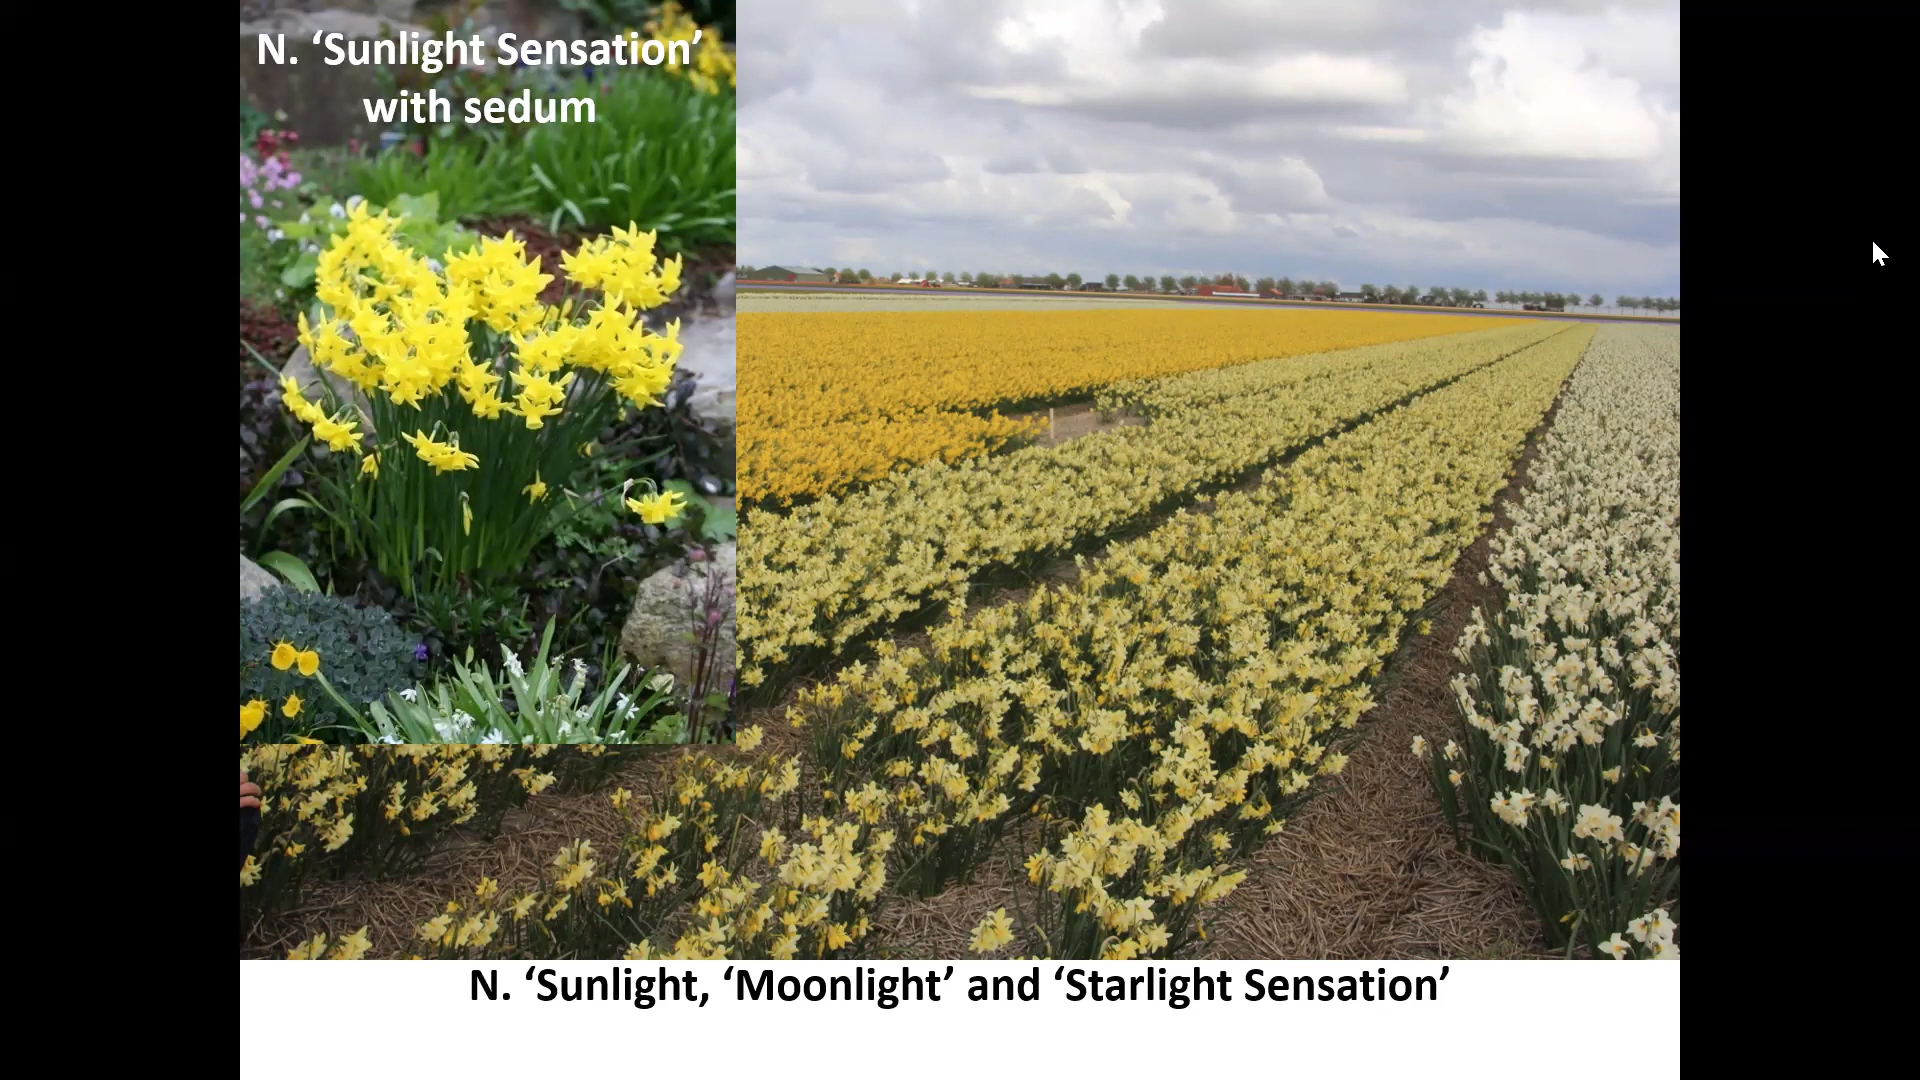 N. ‘Sunlight Sensation’
with sedum
N. ‘Sunlight, ‘Moonlight’ and ‘Starlight Sensation’